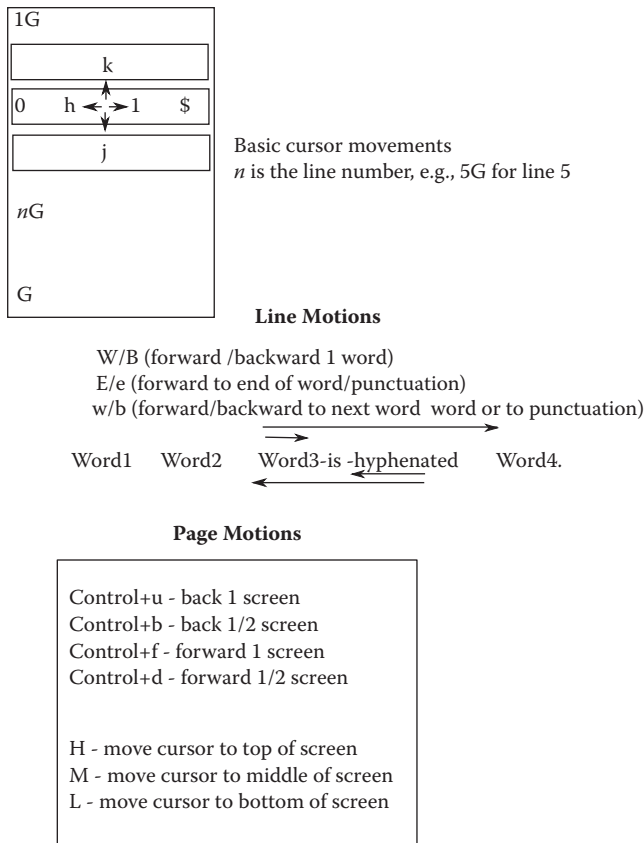 1G
k
0 h 1 $
j
Basic cursor movements
n is the line number, e.g., 5G for line 5
nG
G
Line Motions
W/B (forward /backward 1 word)
E/e (forward to end of word/punctuation)
w/b (forward/backward to next word word or to punctuation)
Word1 Word2 Word3-is -hyphenated Word4.
Page Motions
Control+u - back 1 screen
Control+b - back 1/2 screen
Control+f - forward 1 screen
Control+d - forward 1/2 screen
H - move cursor to top of screen
M - move cursor to middle of screen
L - move cursor to bottom of screen